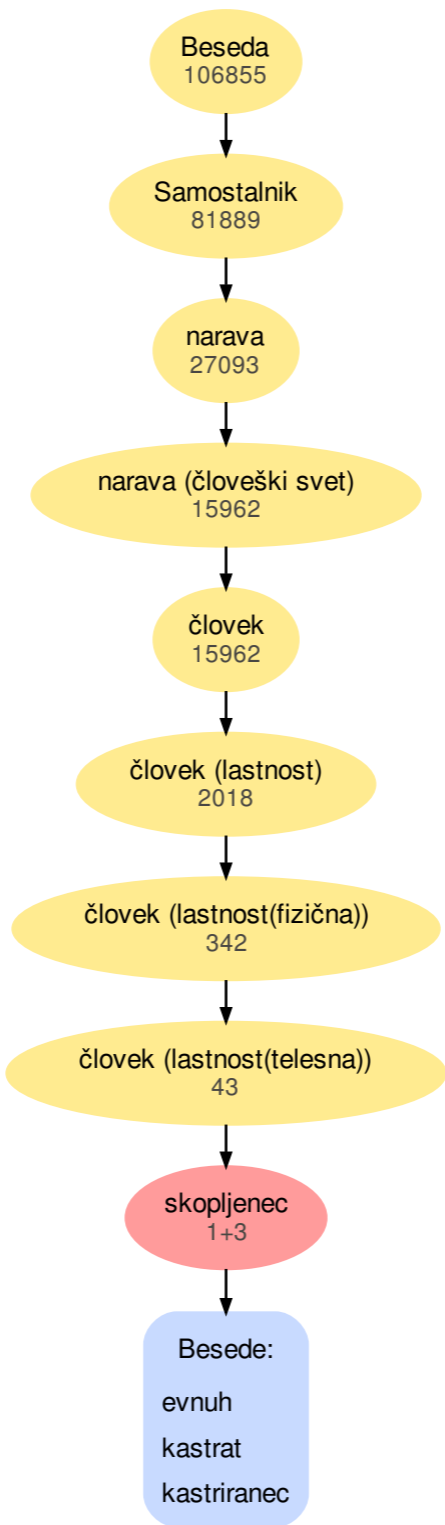 Beseda
106855
Samostalnik
81889
narava
27093
narava (človeški svet)
15962
človek
15962
človek (lastnost)
2018
človek (lastnost(fizična))
342
človek (lastnost(telesna))
43
skopljenec
1+3
Besede:
evnuh
kastrat
kastriranec